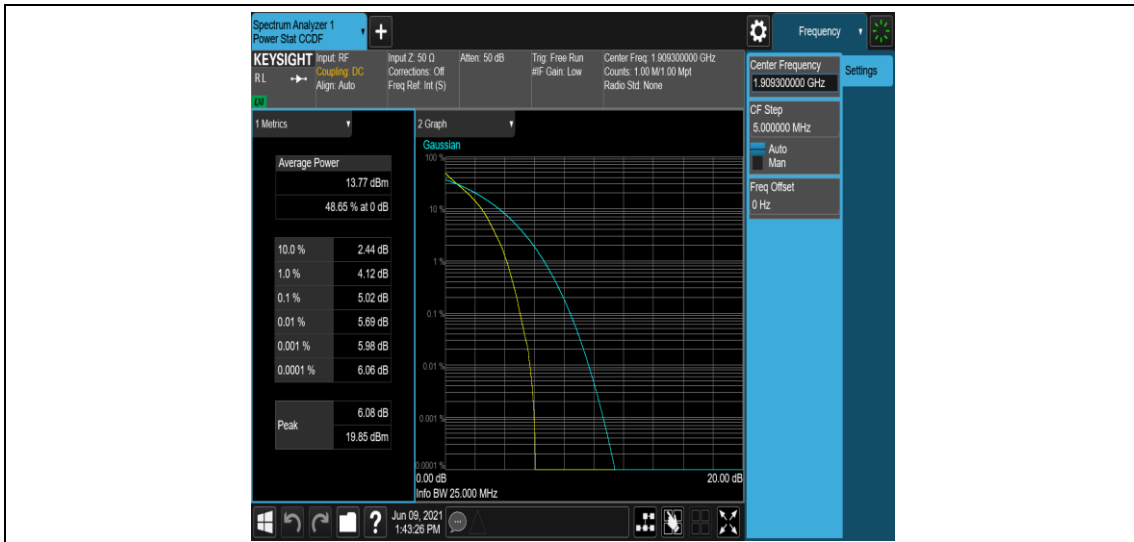 Spectrum Analyzer 1
Power Stat CCDF
+
Frequency
KEYSIGHT
RL
LXI
Input: RF
Coupling: DC
Align: Auto
Input Z: 50 Ω
Corrections: Off
Freq Ref: Int (S)
Atten: 50 dB
Trig: Free Run
#IF Gain: Low
Center Freq: 1.909300000 GHz
Counts: 1.00 M/1.00 Mpt
Radio Std: None
Center Frequency
1.909300000 GHz
Settings
CF Step
5.000000 MHz
Auto
Man
Freq Offset
0 Hz
1 Metrics
Average Power
13.77 dBm
48.65 % at 0 dB
10.0 % 2.44 dB
1.0 % 4.12 dB
0.1 % 5.02 dB
0.01 % 5.69 dB
0.001 % 5.98 dB
0.0001 % 6.06 dB
Peak
6.08 dB
19.85 dBm
2 Graph
Gaussian
100 %
10 %
1 %
0.1 %
0.01 %
0.001 %
0.0001 %
0.00 dB 20.00 dB
Info BW 25.000 MHz
?
Jun 09, 2021
1:43:26 PM